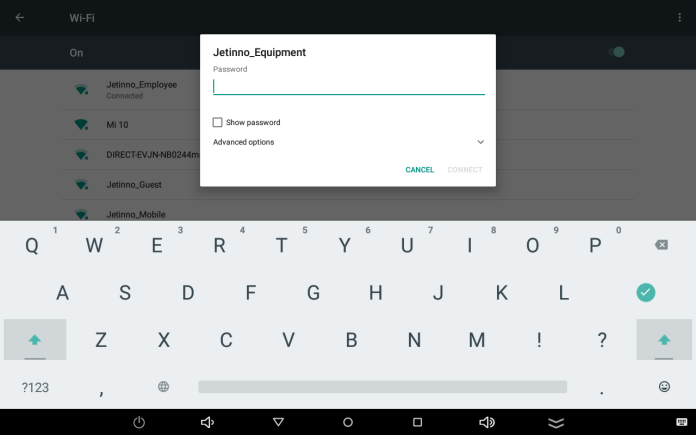 Wi-Fi
On
Jetinno_Equipment
Password
Show password
Advanced options
CANCEL CONNECT
Jetinno_Employee
Connected
Mi 10
DIRECT-EVJN-NB0244m
Jetinno_Guest
Jetinno_Mobile
1 2 3 4 5 6 7 8 9 0
Q W E R T Y U I O P
A S D F G H J K L
Z X C V B N M ! ?
?123 , .